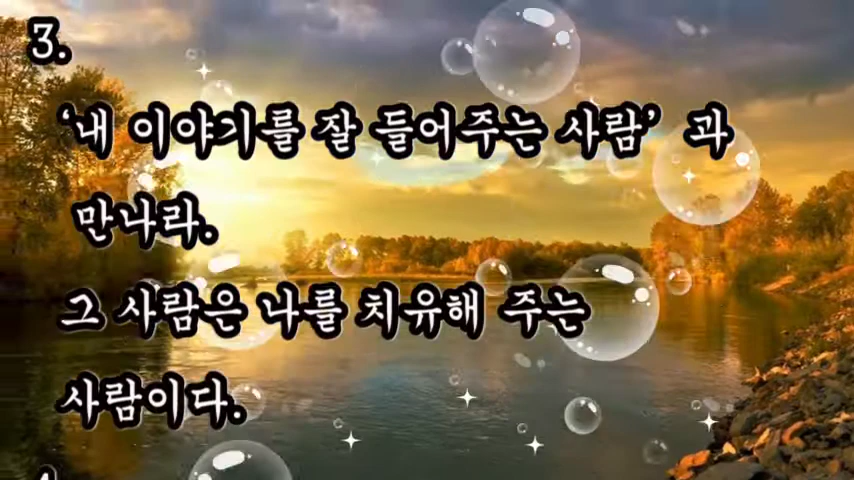 3.
‘내 이야기를 잘 들어주는 사람’ 과
만나라.
그 사람은 나를 치유해 주는
사람이다.